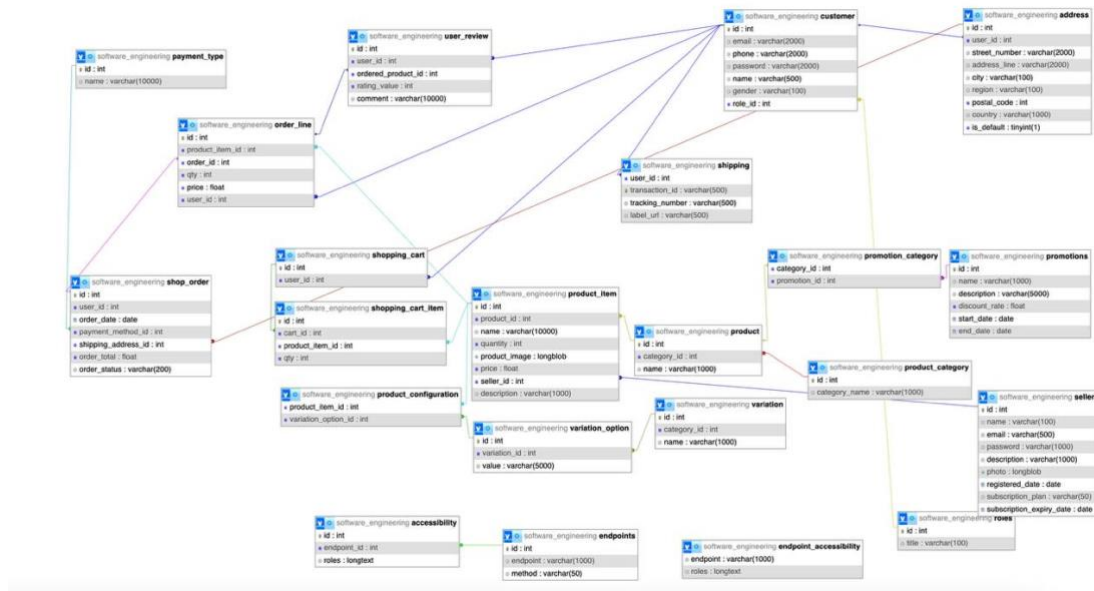 software_engineering payment_type
id : int
name : varchar(10000)
software_engineering user_review
id : int
user_id : int
ordered_product_id : int
rating_value : int
comment : varchar(10000)
software_engineering customer
id : int
email : varchar(2000)
phone : varchar(2000)
password : varchar(2000)
name : varchar(500)
gender : varchar(100)
role_id : int
software_engineering address
id : int
user_id : int
street_number : varchar(2000)
address_line : varchar(2000)
city : varchar(100)
region : varchar(100)
postal_code : int
country : varchar(1000)
is_default : tinyint(1)
software_engineering order_line
id : int
product_item_id : int
order_id : int
qty : int
price : float
user_id : int
software_engineering shipping
user_id : int
transaction_id : varchar(500)
tracking_number : varchar(500)
label_url : varchar(500)
software_engineering shop_order
id : int
user_id : int
order_date : date
payment_method_id : int
shipping_address_id : int
order_total : float
order_status : varchar(200)
software_engineering shopping_cart
id : int
user_id : int
software_engineering shopping_cart_item
id : int
cart_id : int
product_item_id : int
qty : int
software_engineering product_item
id : int
product_id : int
name : varchar(10000)
quantity : int
product_image : longblob
price : float
seller_id : int
description : varchar(1000)
software_engineering promotion_category
category_id : int
promotion_id : int
software_engineering promotions
id : int
name : varchar(1000)
description : varchar(5000)
discount_rate : float
start_date : date
end_date : date
software_engineering product
id : int
category_id : int
name : varchar(1000)
software_engineering product_category
id : int
category_name : varchar(1000)
software_engineering product_configuration
product_item_id : int
variation_option_id : int
software_engineering variation_option
id : int
variation_id : int
value : varchar(5000)
software_engineering variation
id : int
category_id : int
name : varchar(1000)
software_engineering seller
id : int
name : varchar(100)
email : varchar(500)
password : varchar(1000)
description : varchar(1000)
photo : longblob
registered_date : date
subscription_plan : varchar(50)
subscription_expiry_date : date
software_engineering roles
id : int
title : varchar(100)
software_engineering accessibility
id : int
endpoint_id : int
roles : longtext
software_engineering endpoints
id : int
endpoint : varchar(1000)
method : varchar(50)
software_engineering endpoint_accessibility
endpoint : varchar(1000)
roles : longtext